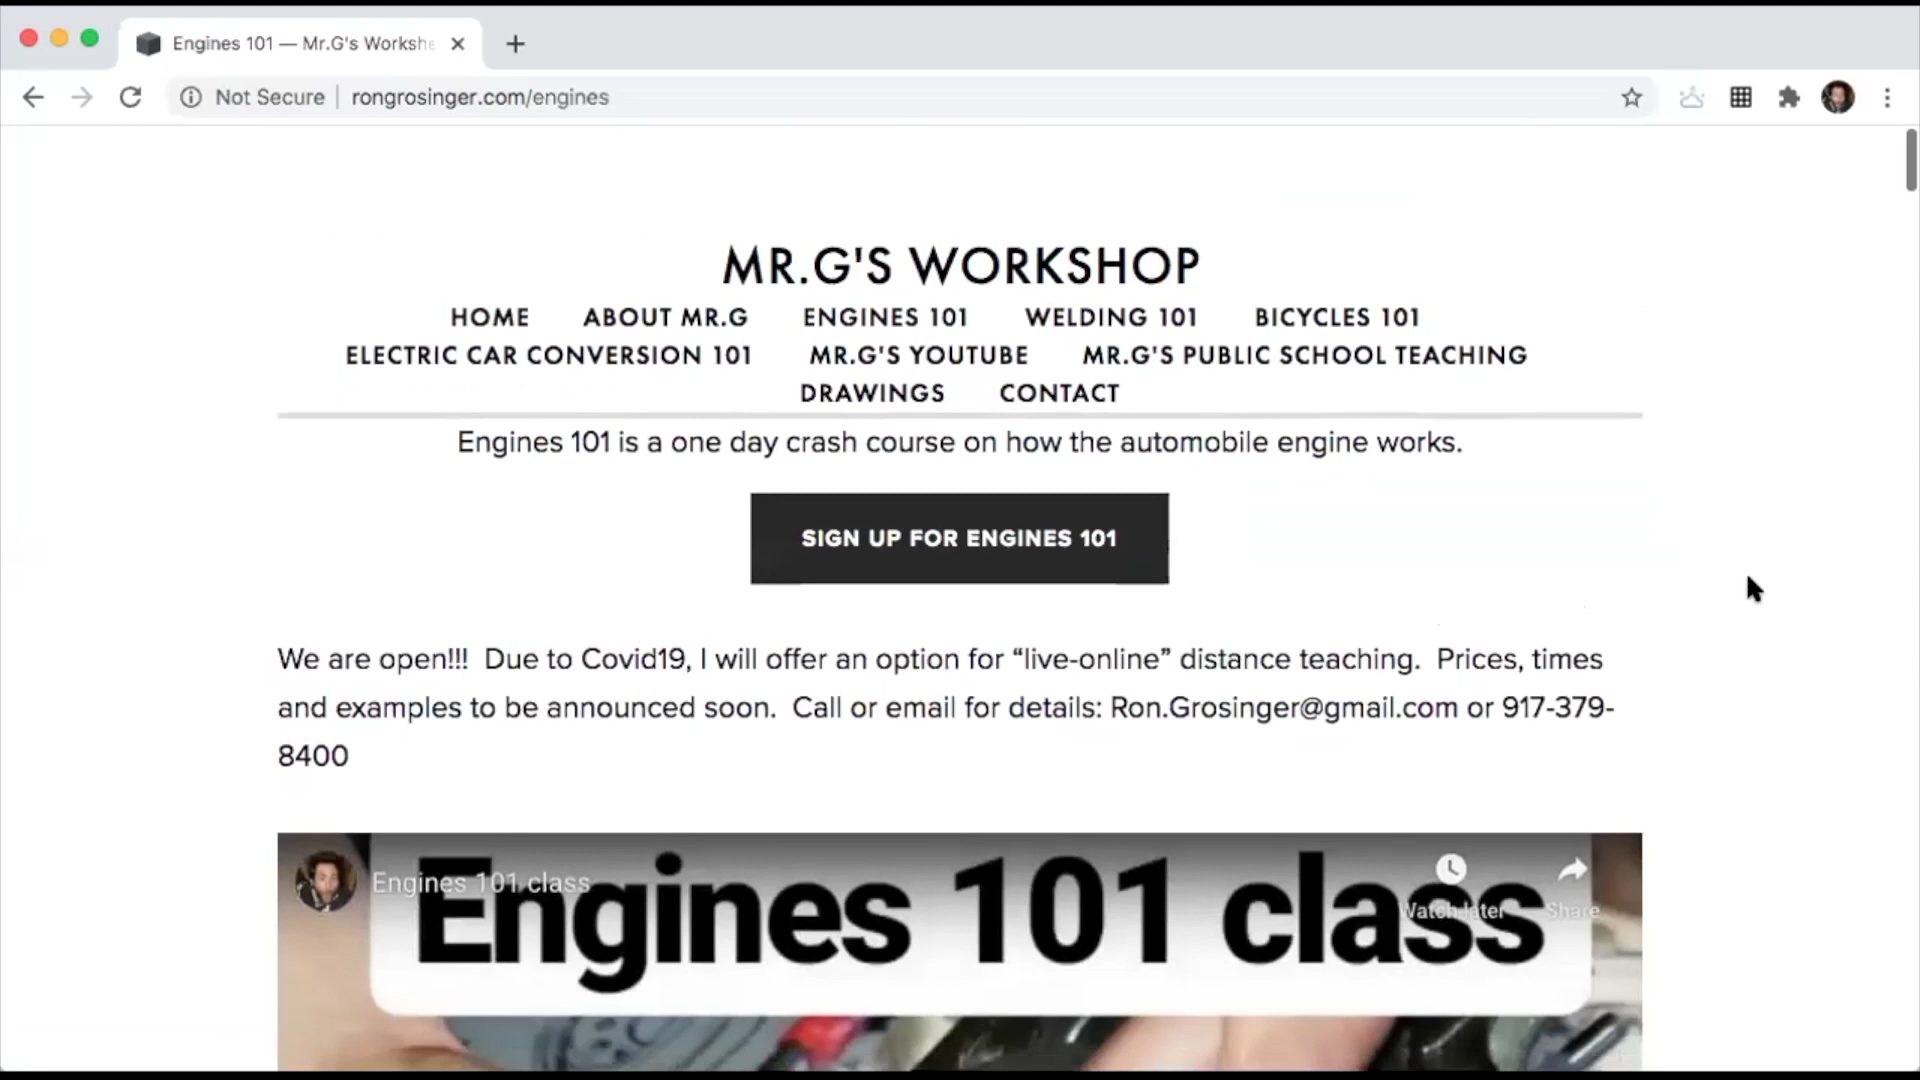 Engines 101 — Mr.G's Worksh
Not Secure rongrosinger.com/engines
MR.G'S WORKSHOP
HOME ABOUT MR.G ENGINES 101 WELDING 101 BICYCLES 101
ELECTRIC CAR CONVERSION 101 MR.G'S YOUTUBE MR.G'S PUBLIC SCHOOL TEACHING
DRAWINGS CONTACT
Engines 101 is a one day crash course on how the automobile engine works.
SIGN UP FOR ENGINES 101
We are open!!! Due to Covid19, I will offer an option for “live-online” distance teaching. Prices, times
and examples to be announced soon. Call or email for details: Ron.Grosinger@gmail.com or 917-379-
8400
Engines 101 class
Engines 101 class
Watch later Share